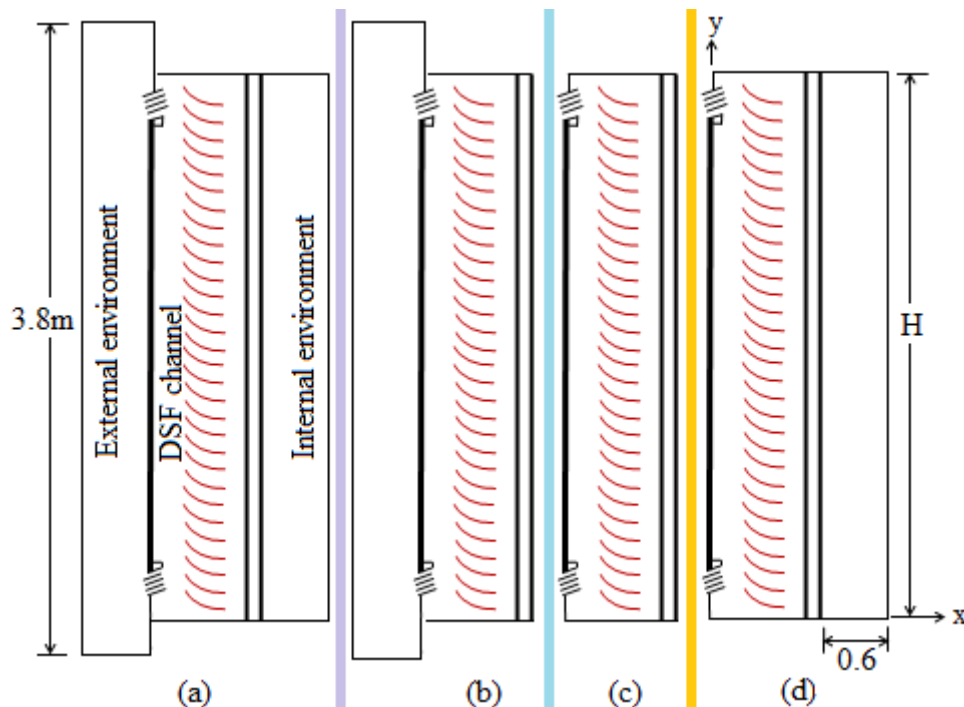 3.8m
External environment
DSF channel
Internal environment
y
H
x
0.6
(a)
(b)
(c)
(d)